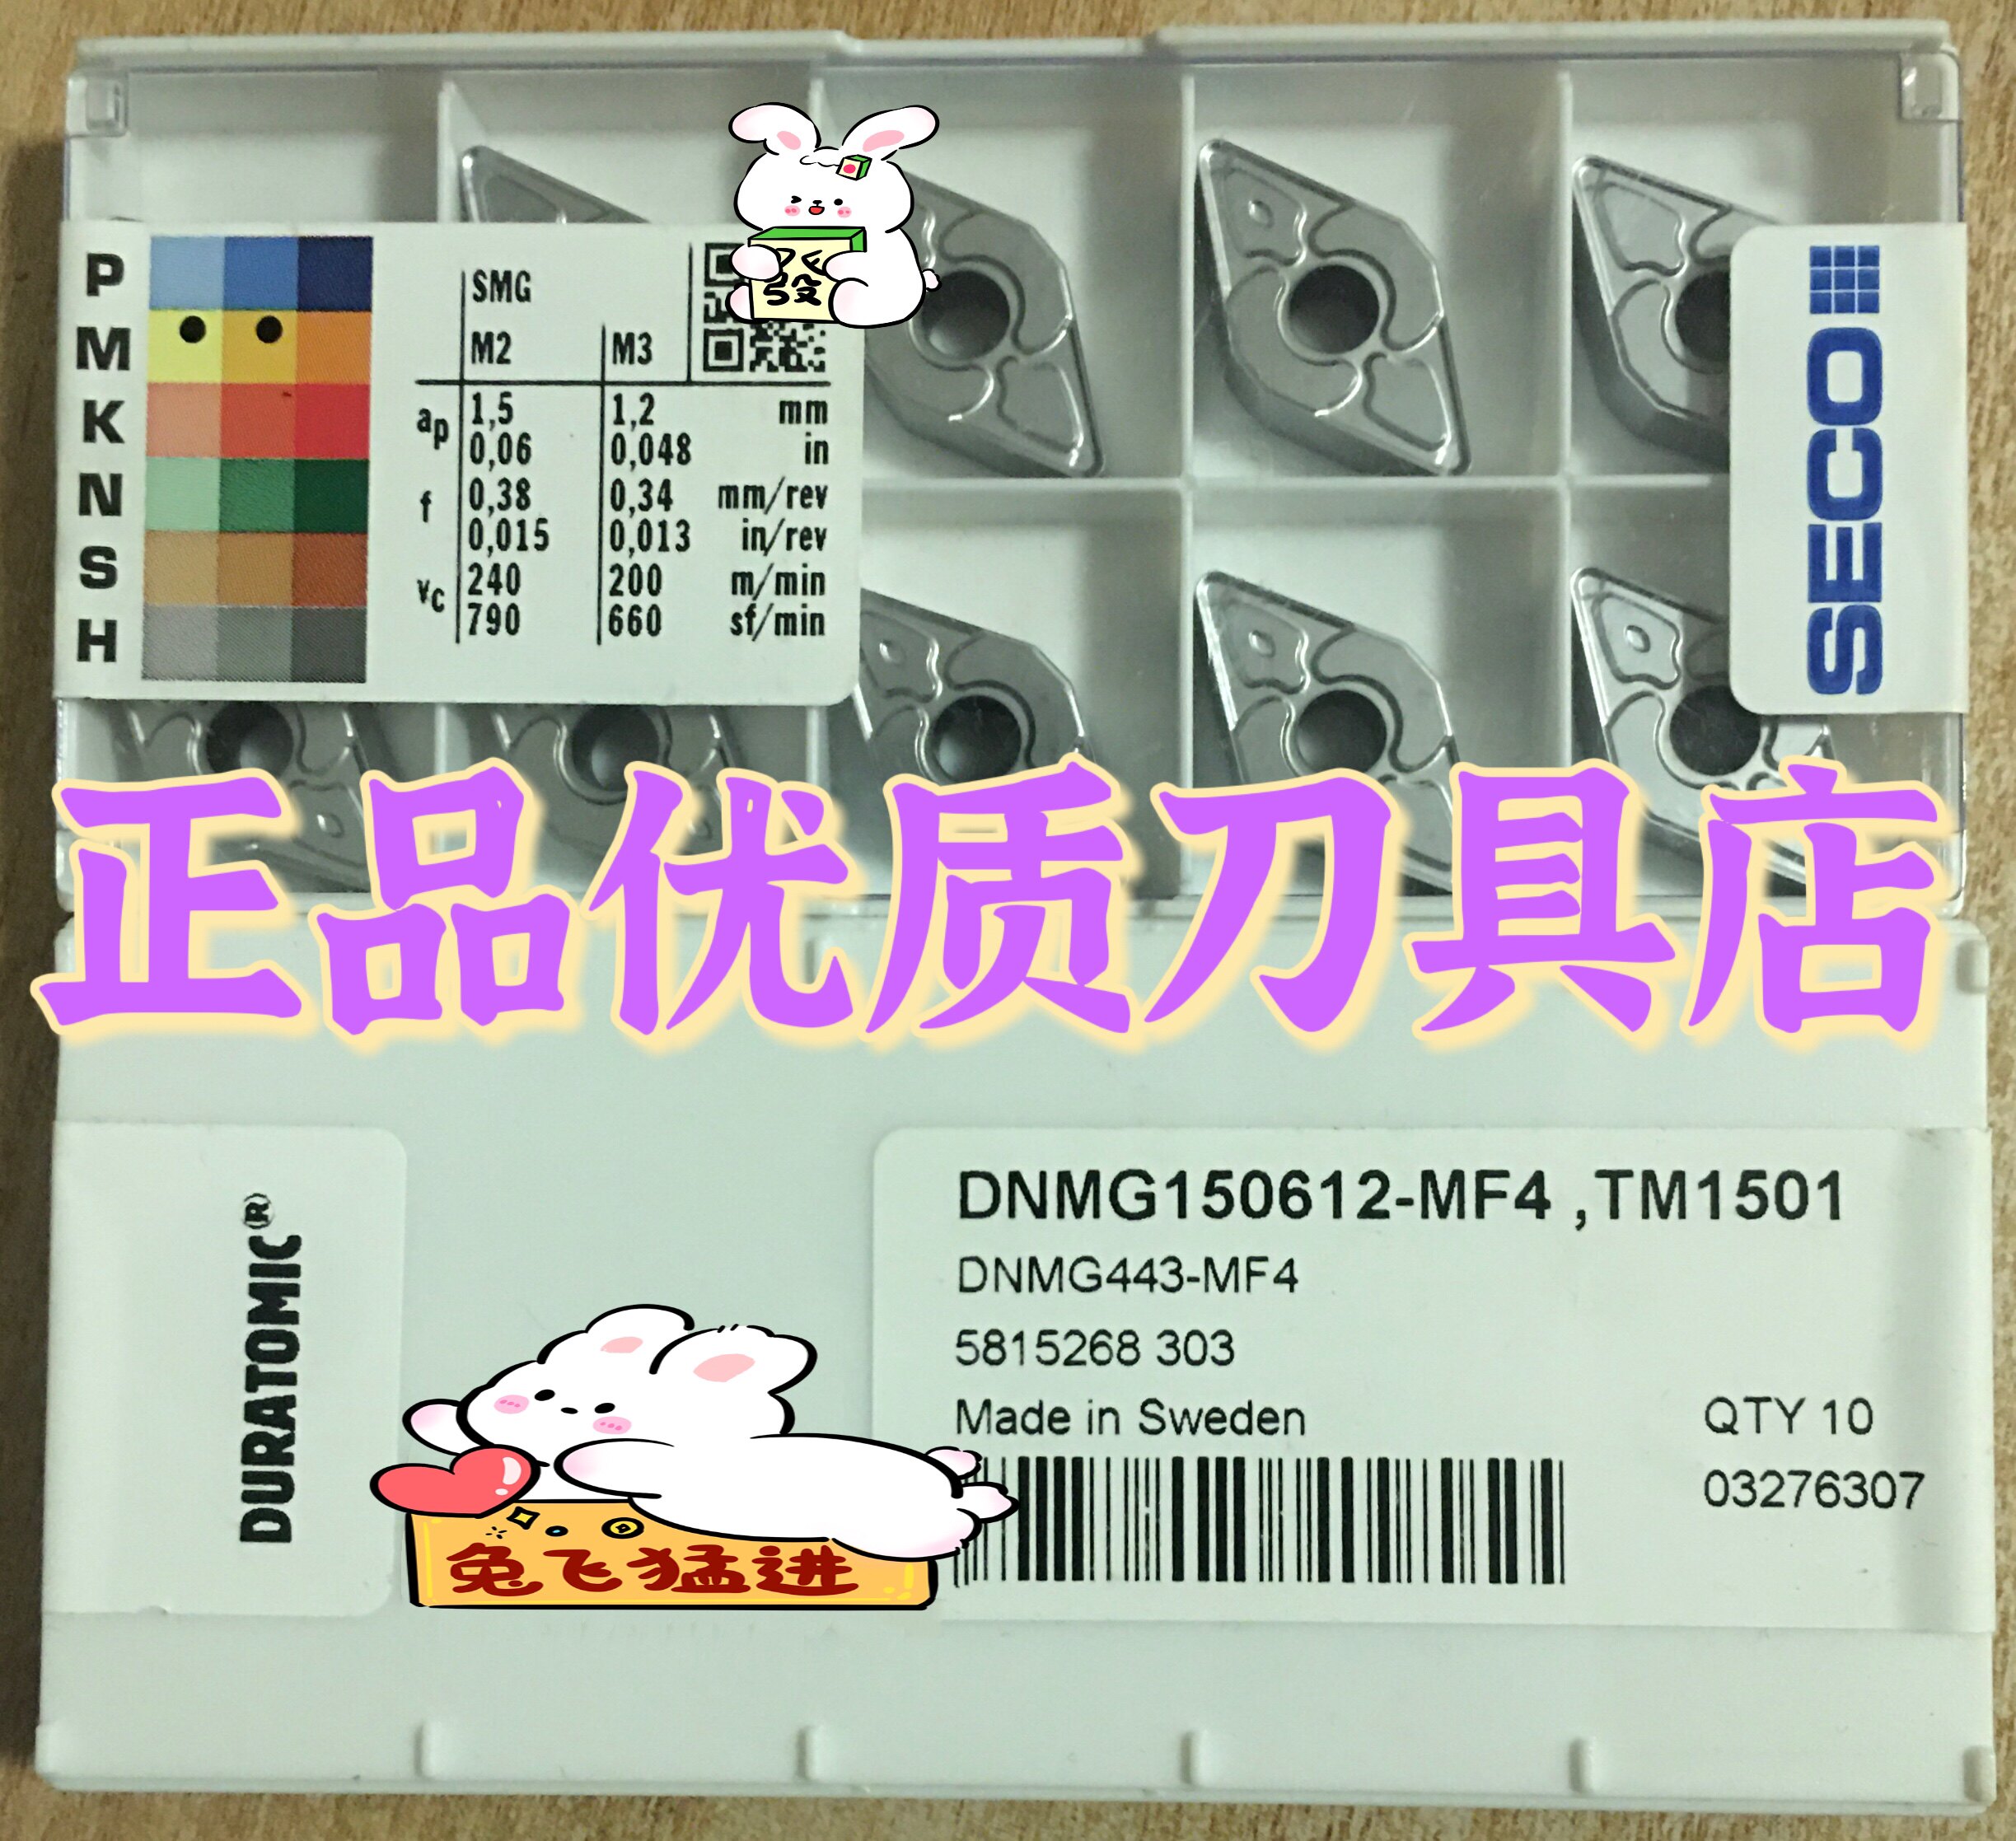 P
M
K
N
S
H
SMG
M2 M3
ap 1,5 1,2 mm
0,06 0,048 in
f 0,38 0,34 mm/rev
0,015 0,013 in/rev
vc 240 200 m/min
790 660 sf/min
發
SECO
正品优质刀具店
DURATOMIC®
DNMG150612-MF4 ,TM1501
DNMG443-MF4
5815268 303
Made in Sweden
QTY 10
03276307
兔飞猛进